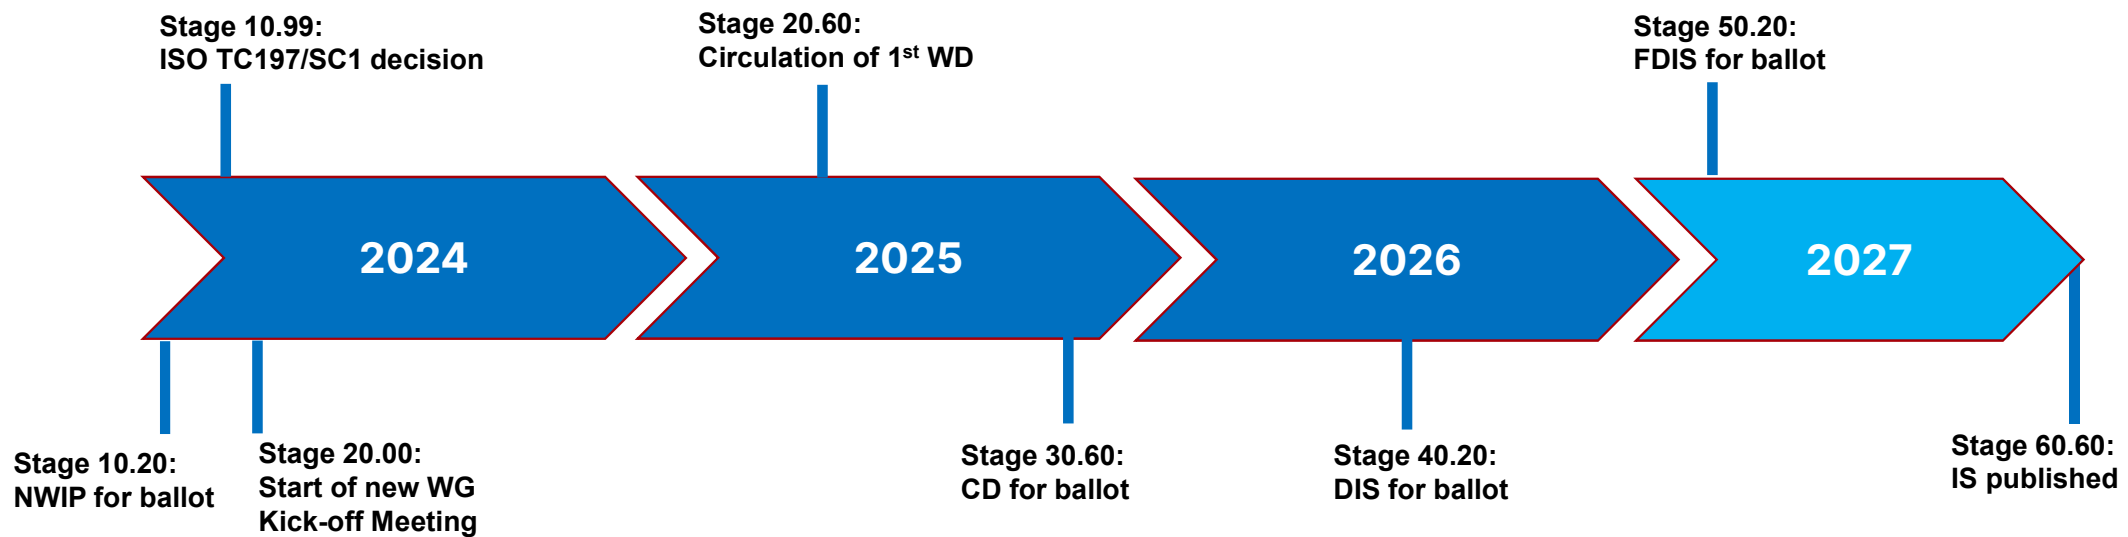 Stage 10.99:
ISO TC197/SC1 decision
Stage 20.60:
Circulation of 1st WD
Stage 50.20:
FDIS for ballot
2024
2025
2026
2027
Stage 10.20:
NWIP for ballot
Stage 20.00:
Start of new WG
Kick-off Meeting
Stage 30.60:
CD for ballot
Stage 40.20:
DIS for ballot
Stage 60.60:
IS published